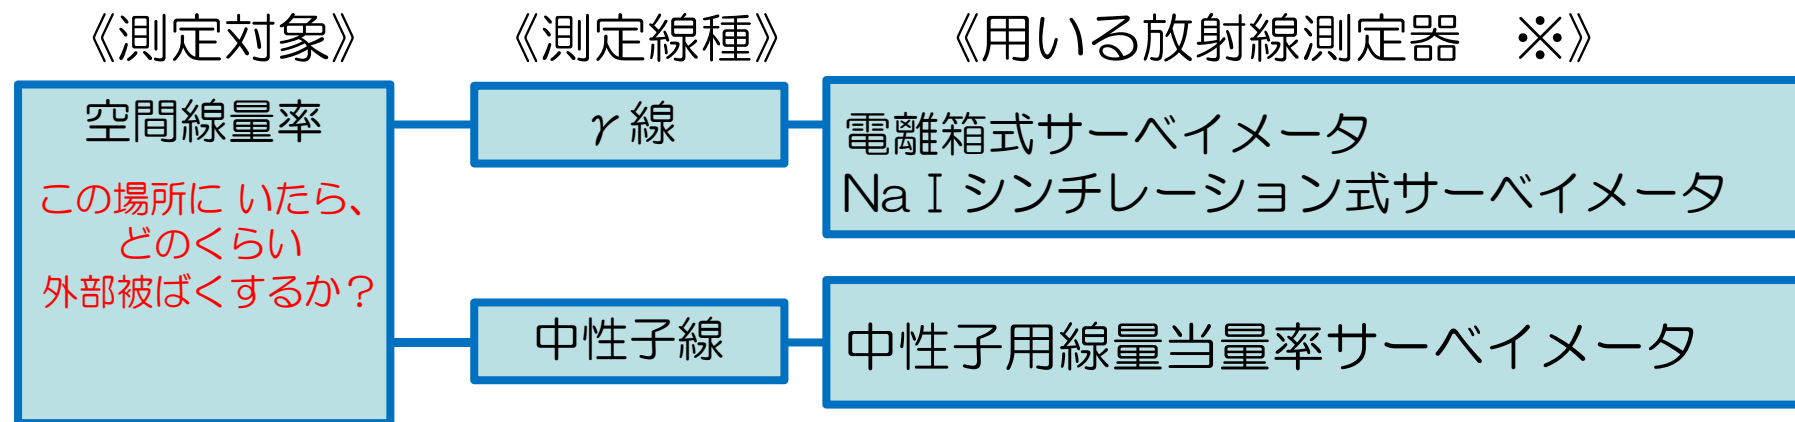 《測定対象》 《測定線種》 《用いる放射線測定器　※》
空間線量率
この場所に いたら、
どのくらい
外部被ばくするか？
γ 線
電離箱式サーベイメータ
NaＩシンチレーション式サーベイメータ
中性子線
中性子用線量当量率サーベイメータ